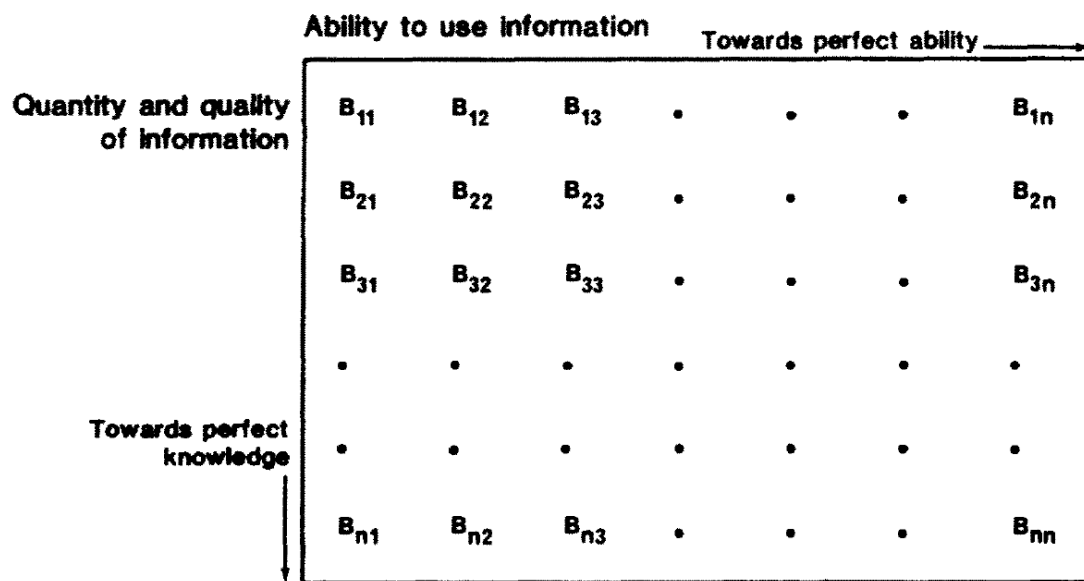 Ability to use information
Towards perfect ability
Quantity and quality
of information
B11 B12 B13 • • • B1n
B21 B22 B23 • • • B2n
B31 B32 B33 • • • B3n
• • • • • • •
Towards perfect
knowledge
• • • • • • •
Bn1 Bn2 Bn3 • • • Bnn